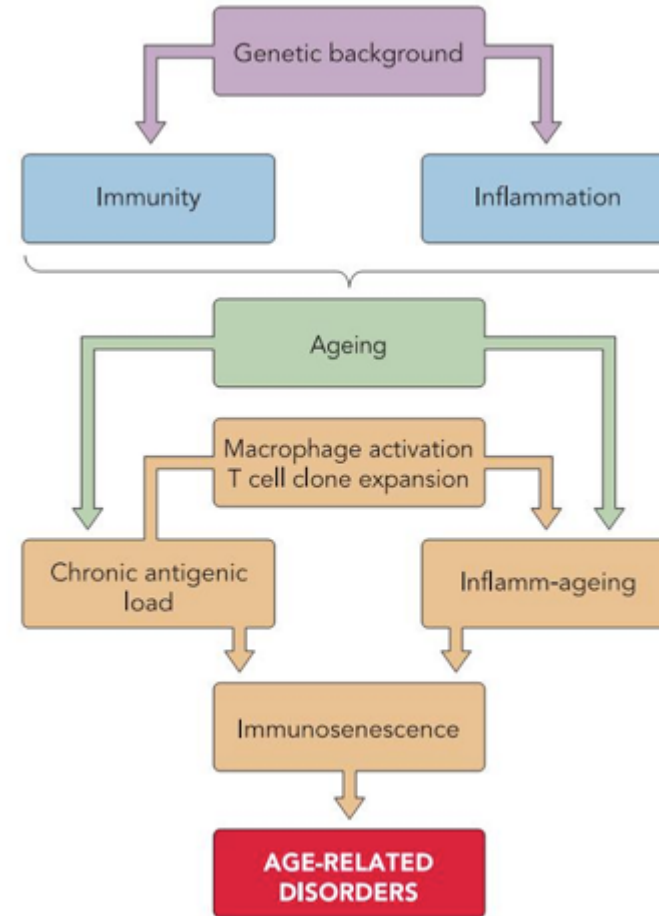 Genetic background
Immunity
Inflammation
Ageing
Macrophage activation
T cell clone expansion
Chronic antigenic
load
Inflamm-ageing
Immunosenescence
AGE-RELATED
DISORDERS